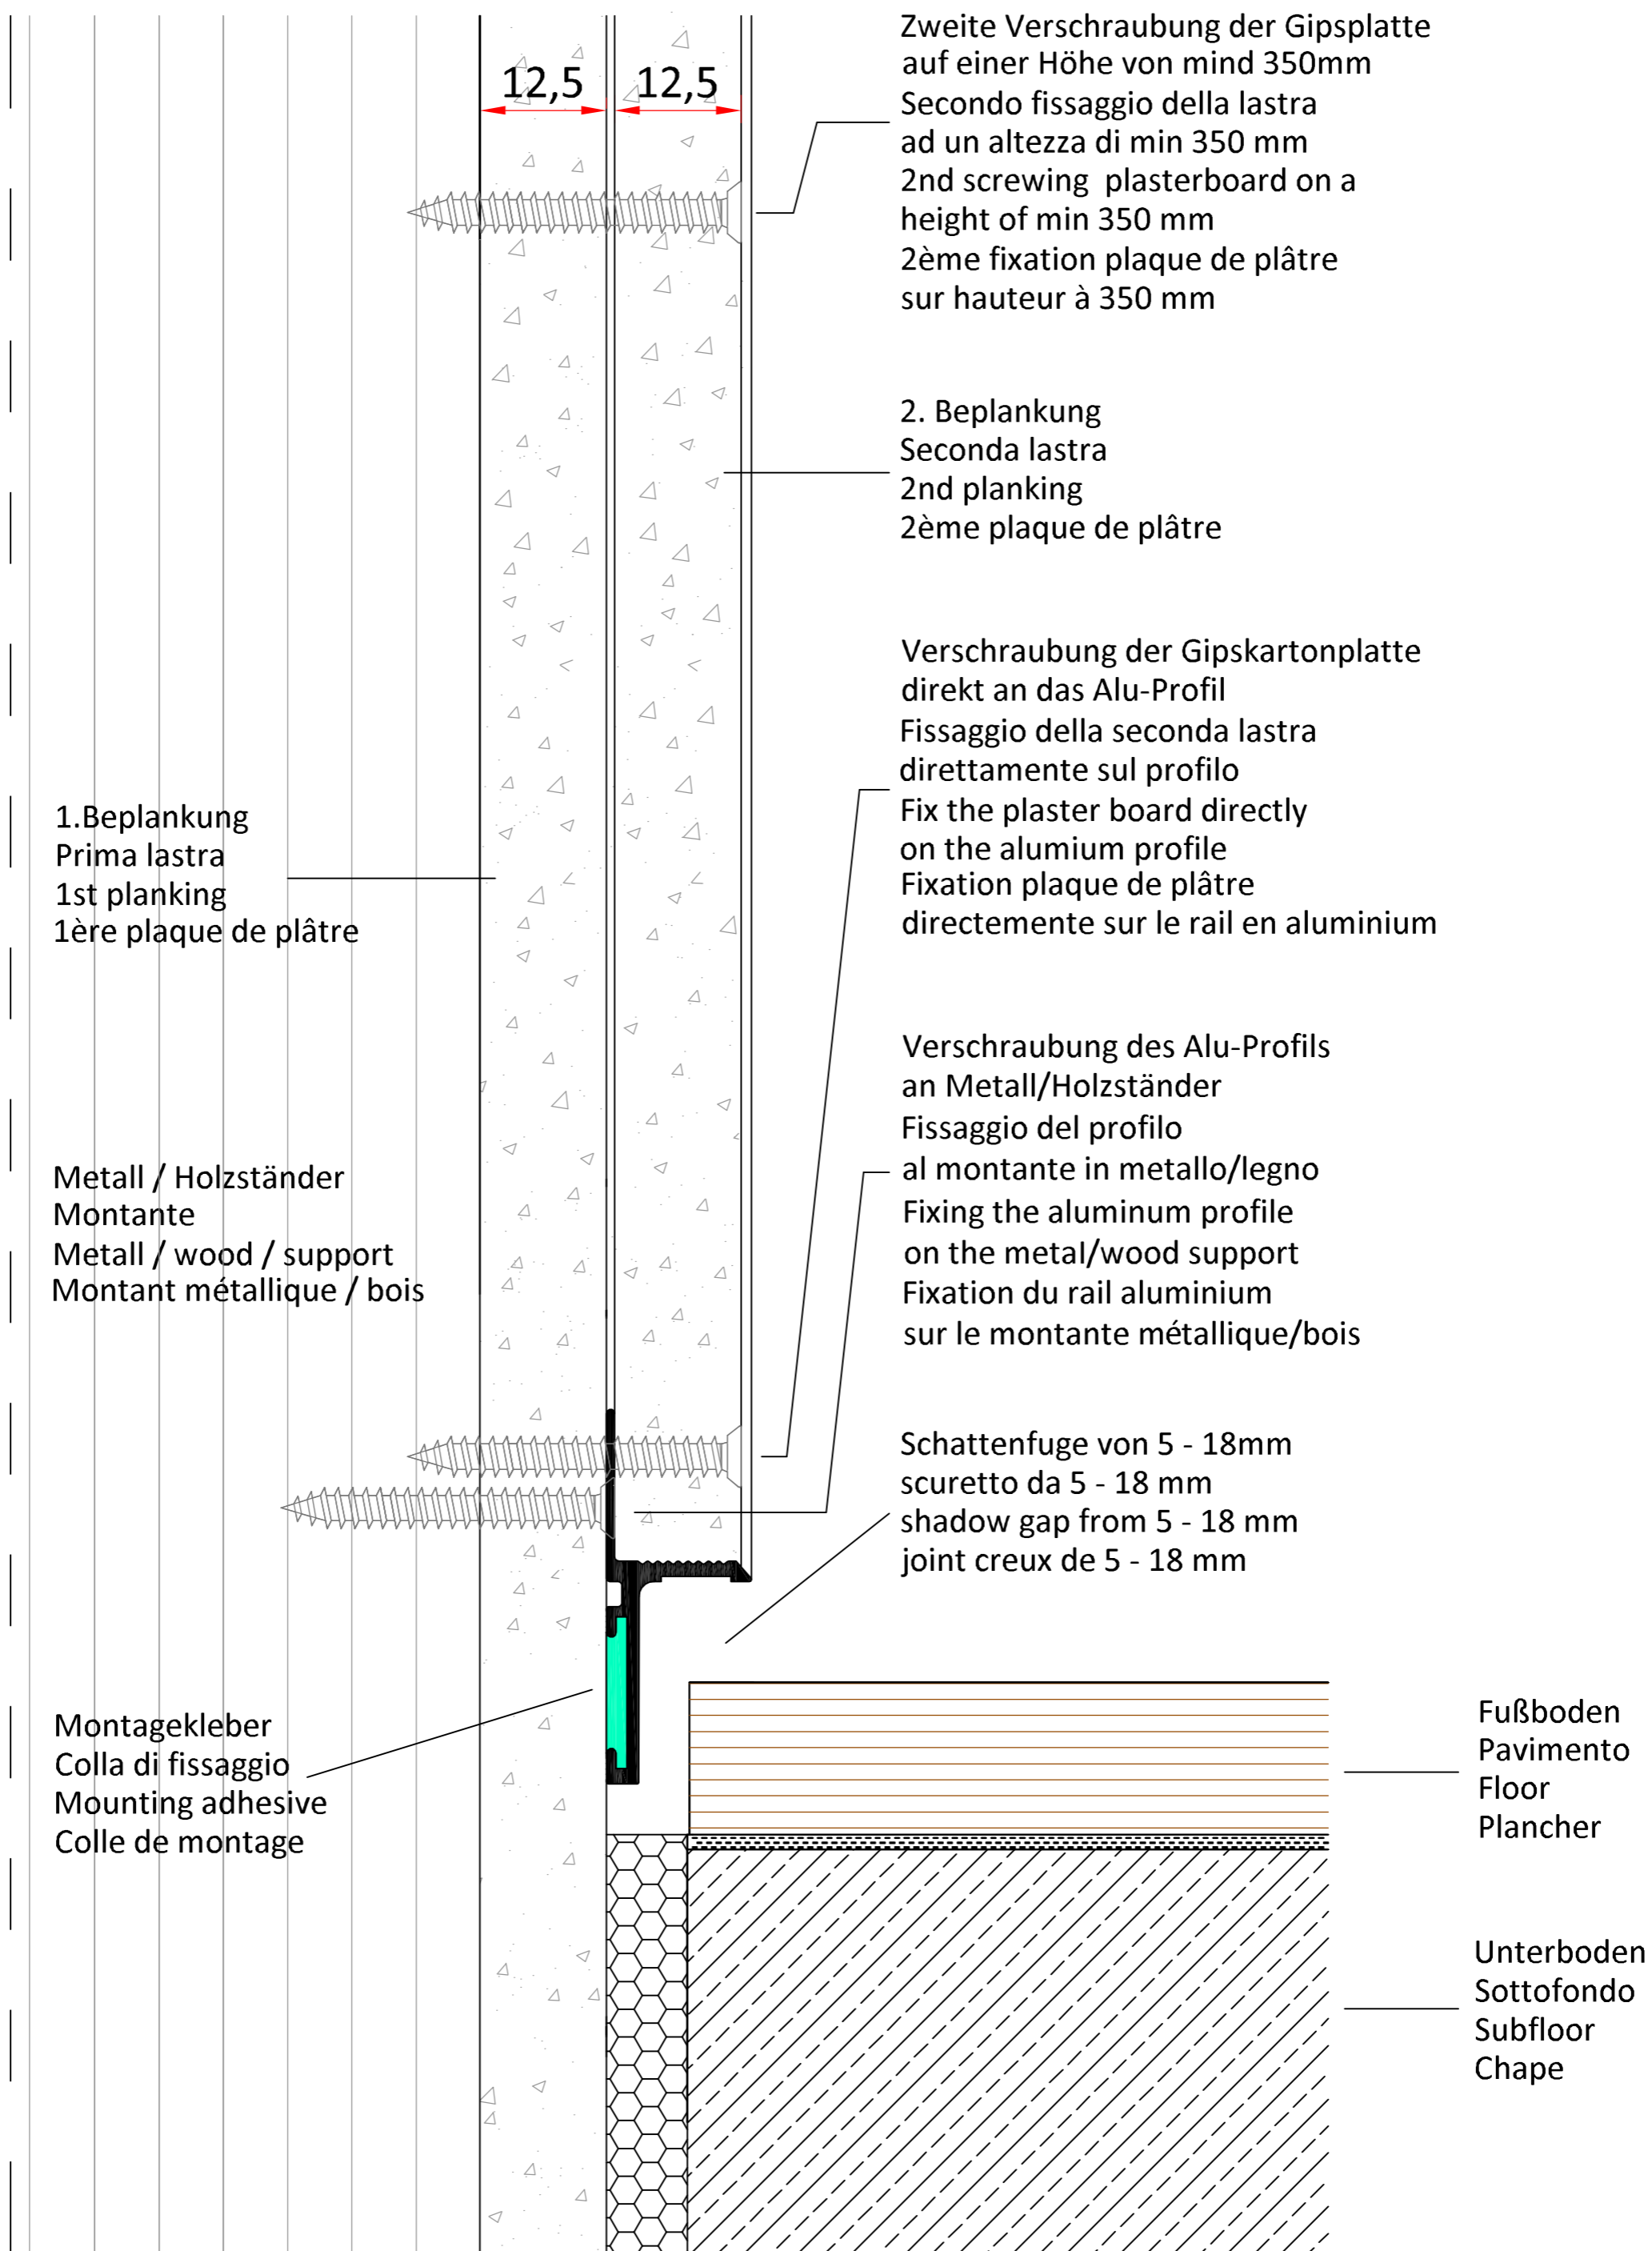 12,5
12,5
Zweite Verschraubung der Gipsplatte
auf einer Höhe von mind 350mm
Secondo fissaggio della lastra
ad un altezza di min 350 mm
2nd screwing  plasterboard on a
height of min 350 mm
2ème fixation plaque de plâtre
sur hauteur à 350 mm
2. Beplankung
Seconda lastra
2nd planking
2ème plaque de plâtre
Verschraubung der Gipskartonplatte
direkt an das Alu-Profil
Fissaggio della seconda lastra
direttamente sul profilo
Fix the plaster board directly
on the alumium profile
Fixation plaque de plâtre
directemente sur le rail en aluminium
1.Beplankung
Prima lastra
1st planking
1ère plaque de plâtre
Verschraubung des Alu-Profils
an Metall/Holzständer
Fissaggio del profilo
al montante in metallo/legno
Fixing the aluminum profile
on the metal/wood support
Fixation du rail aluminium
sur le montante métallique/bois
Metall / Holzständer
Montante
Metall / wood / support
Montant métallique / bois
Schattenfuge von 5 - 18mm
scuretto da 5 - 18 mm
shadow gap from 5 - 18 mm
joint creux de 5 - 18 mm
Montagekleber
Colla di fissaggio
Mounting adhesive
Colle de montage
Fußboden
Pavimento
Floor
Plancher
Unterboden
Sottofondo
Subfloor
Chape